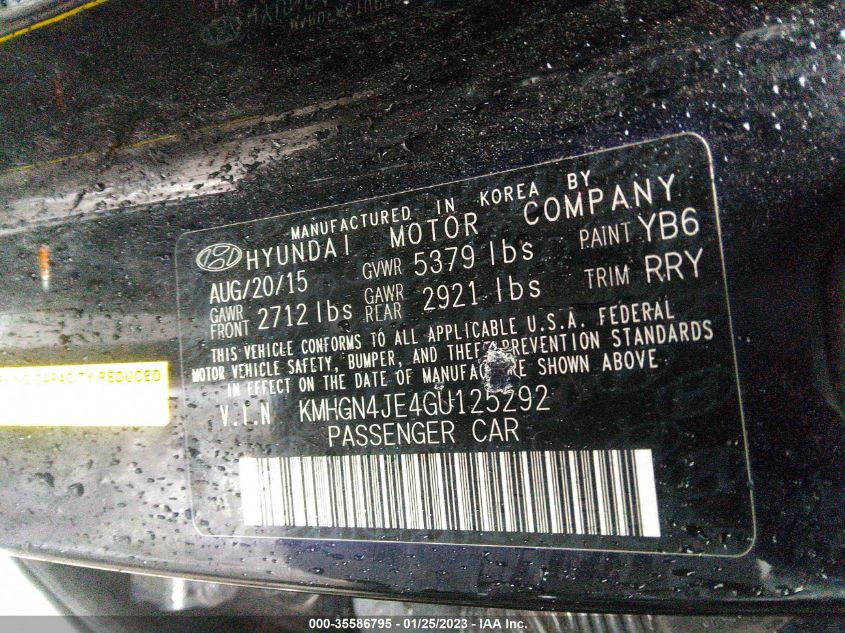 MANUFACTURED IN KOREA BY
HYUNDAI MOTOR COMPANY
AUG/20/15 GVWR 5379 lbs PAINT YB6
GAWR FRONT 2712 lbs GAWR REAR 2921 lbs TRIM RRY
THIS VEHICLE CONFORMS TO ALL APPLICABLE U.S.A. FEDERAL
MOTOR VEHICLE SAFETY, BUMPER, AND THEFT PREVENTION STANDARDS
IN EFFECT ON THE DATE OF MANUFACTURE SHOWN ABOVE
V.I.N KMHGN4JE4GU125292
PASSENGER CAR
CAPACITY REDUCED
000-35586795 - 01/25/2023 - IAA Inc.